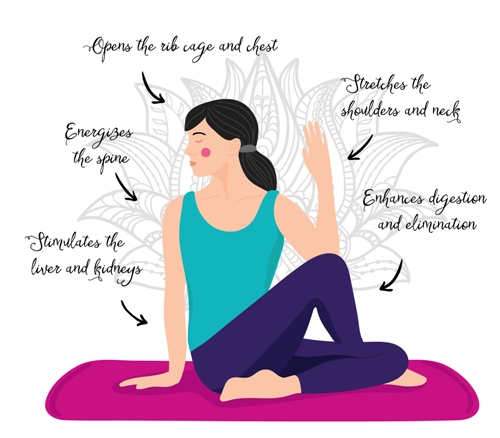 Opens the rib cage and chest
Stretches the
shoulders and neck
Energizes
the spine
Enhances digestion
and elimination
Stimulates the
liver and kidneys